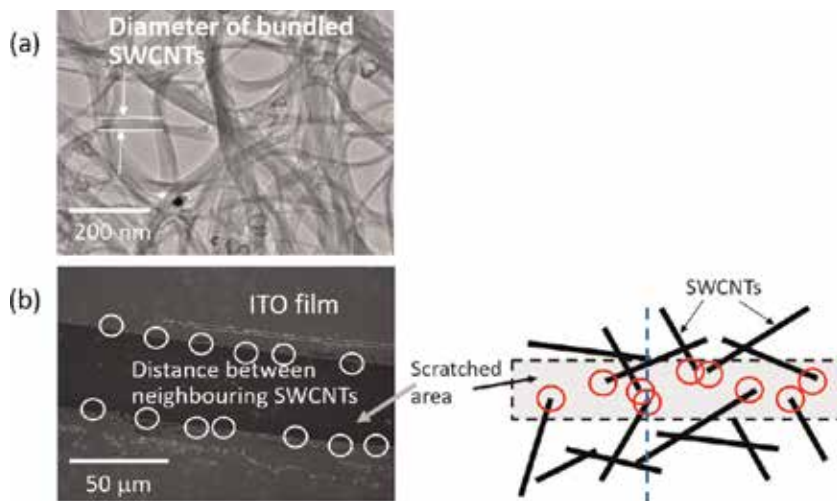 (a)
Diameter of bundled
SWCNTs
200 nm
(b)
ITO film
Distance between
neighbouring SWCNTs
50 μm
Scratched
area
SWCNTs